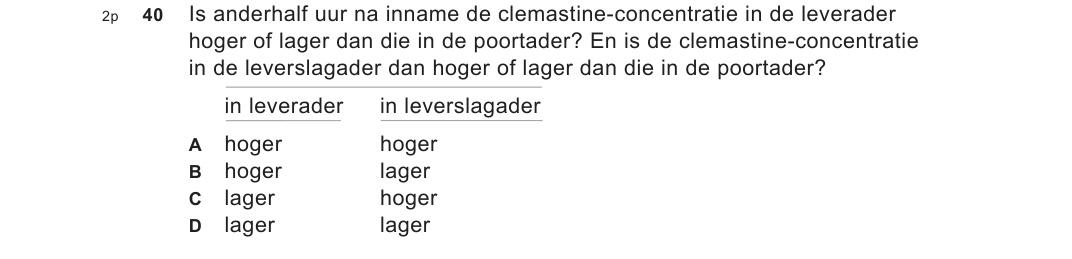 2p 40 Is anderhalf uur na inname de clemastine-concentratie in de leverader
hoger of lager dan die in de poortader? En is de clemastine-concentratie
in de leverslagader dan hoger of lager dan die in de poortader?
in leverader in leverslagader
A hoger hoger
B hoger lager
C lager hoger
D lager lager